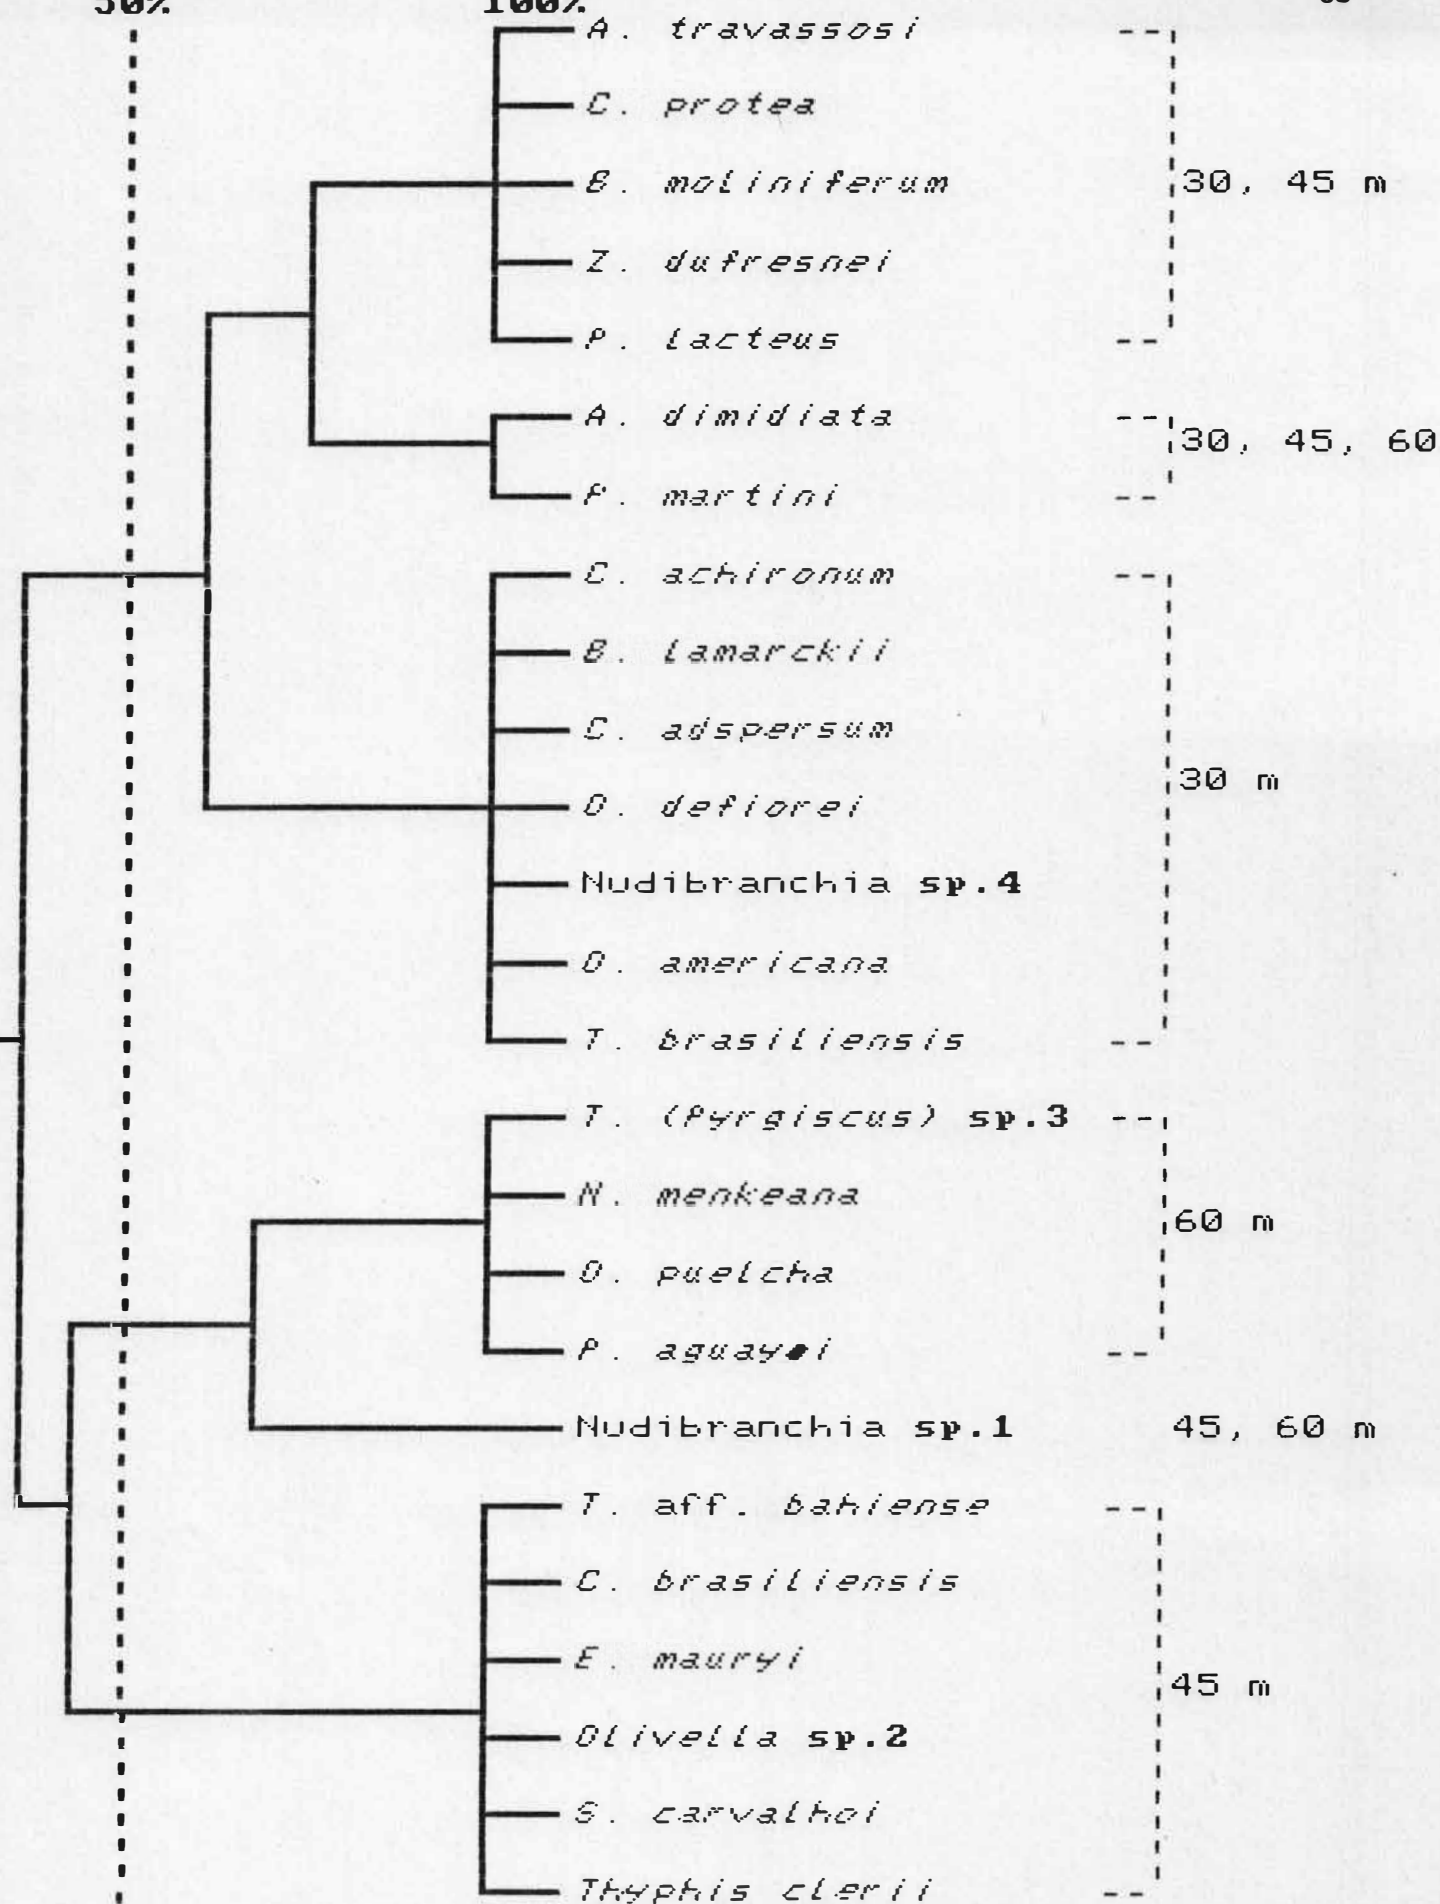 50% 100%
A. travassosi
C. protea
B. moliniferum 30, 45 m
Z. dufresnei
P. lacteus
A. dimidiata
30, 45, 60
P. martini
C. achironum
B. lamarckii
C. adspersum
30 m
O. defiorei
Nudibranchia sp.4
O. americana
T. brasiliensis
T. (Pyrgiscus) sp.3
N. menkeana
60 m
O. puelcha
P. aguayoi
Nudibranchia sp.1 45, 60 m
T. aff. bahiense
C. brasiliensis
E. mauryi
45 m
Olivella sp.2
S. carvalhoi
Thyphis clerii